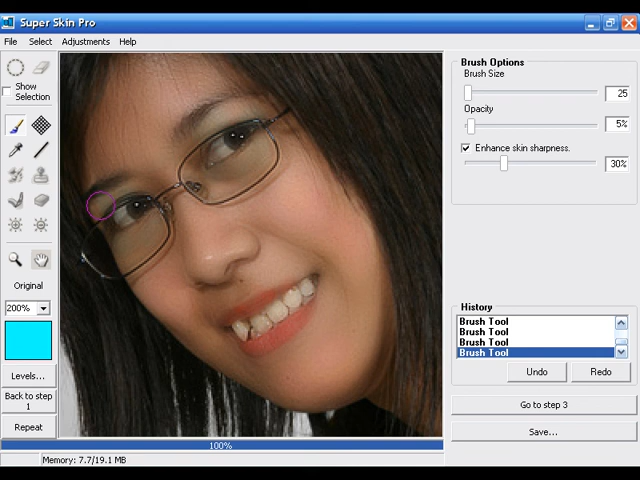 Super Skin Pro
File Select Adjustments Help
Show
Selection
Original
200%
Levels...
Back to step
1
Repeat
Brush Options
Brush Size
25
Opacity
5%
Enhance skin sharpness.
30%
History
Brush Tool
Brush Tool
Brush Tool
Brush Tool
Undo Redo
Go to step 3
Save...
100%
Memory: 7.7/19.1 MB